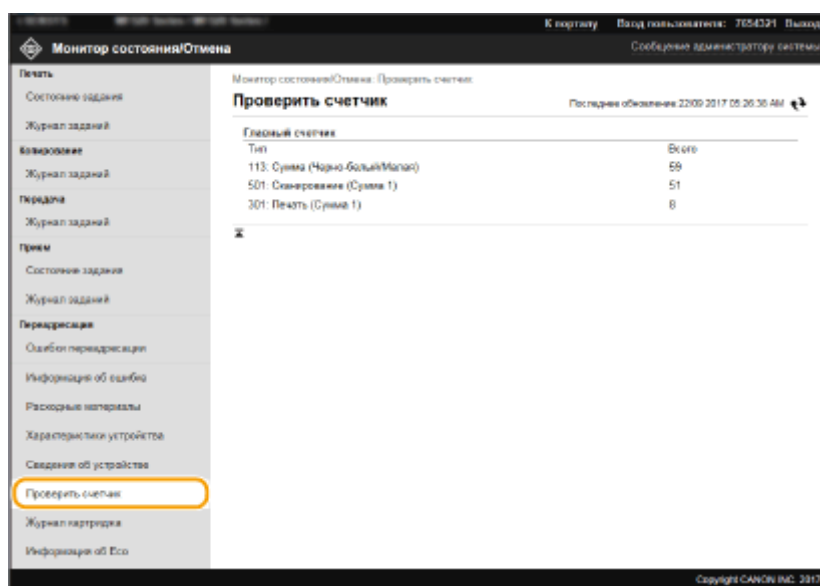 К порталу Вход пользователя: 7654321 Выход
Монитор состояния/Отмена
Сообщение администратору системы
Печать
Состояние задания
Журнал заданий
Копирование
Журнал заданий
Передача
Журнал заданий
Прием
Состояние задания
Журнал заданий
Переадресация
Ошибки переадресации
Информация об ошибке
Расходные материалы
Характеристики устройства
Сведения об устройстве
Проверить счетчик
Журнал картриджа
Информация об Eco
Монитор состояния/Отмена: Проверить счетчик
Проверить счетчик
Последнее обновление 22/09 2017 05:26:38 AM
Главный счетчик
Тип Всего
113: Сумма (Черно-белый/Малая) 59
501: Сканирование (Сумма 1) 51
301: Печать (Сумма 1) 8
Copyright CANON INC. 2017